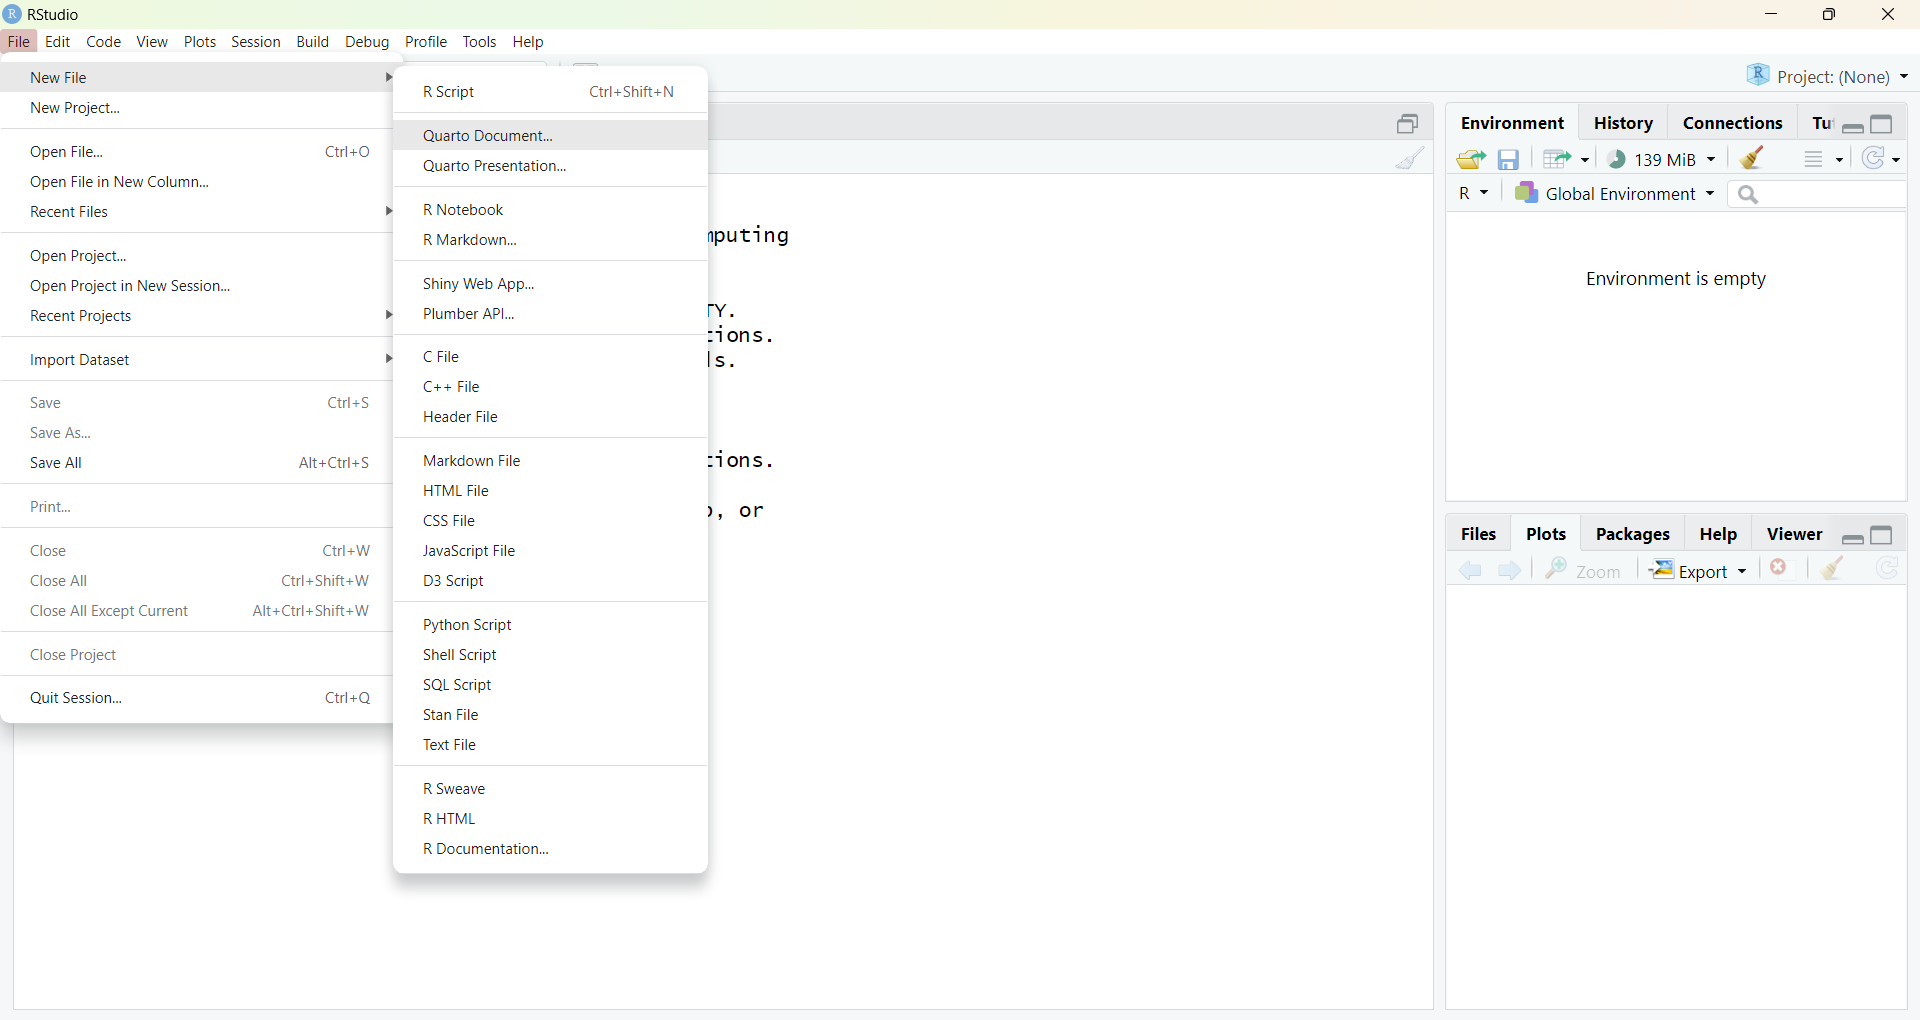 RStudio
File Edit Code View Plots Session Build Debug Profile Tools Help
Project: (None)
New File
New Project...
Open File... Ctrl+O
Open File in New Column...
Recent Files
Open Project...
Open Project in New Session...
Recent Projects
Import Dataset
Save Ctrl+S
Save As...
Save All Alt+Ctrl+S
Print...
Close Ctrl+W
Close All Ctrl+Shift+W
Close All Except Current Alt+Ctrl+Shift+W
Close Project
Quit Session... Ctrl+Q
R Script Ctrl+Shift+N
Quarto Document...
Quarto Presentation...
R Notebook
R Markdown...
Shiny Web App...
Plumber API...
C File
C++ File
Header File
Markdown File
HTML File
CSS File
JavaScript File
D3 Script
Python Script
Shell Script
SQL Script
Stan File
Text File
R Sweave
R HTML
R Documentation...
mputing
TY.
tions.
ls.
tions.
, or
Environment History Connections Tu
139 MiB
R Global Environment
Environment is empty
Files Plots Packages Help Viewer
Zoom Export